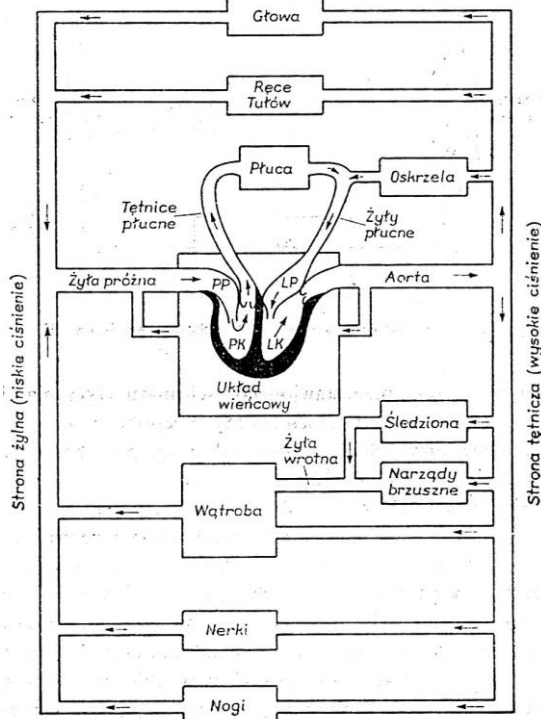 Głowa
Ręce
Tułów
Płuca
Oskrzela
Tętnice
płucne
Żyły
płucne
Żyła próżna
PP
LP
Aorta
PK
LK
Układ
wieńcowy
Śledziona
Żyła
wrotna
Narządy
brzuszne
Wątroba
Nerki
Nogi
Strona żylna (niskie ciśnienie)
Strona tętnicza (wysokie ciśnienie)